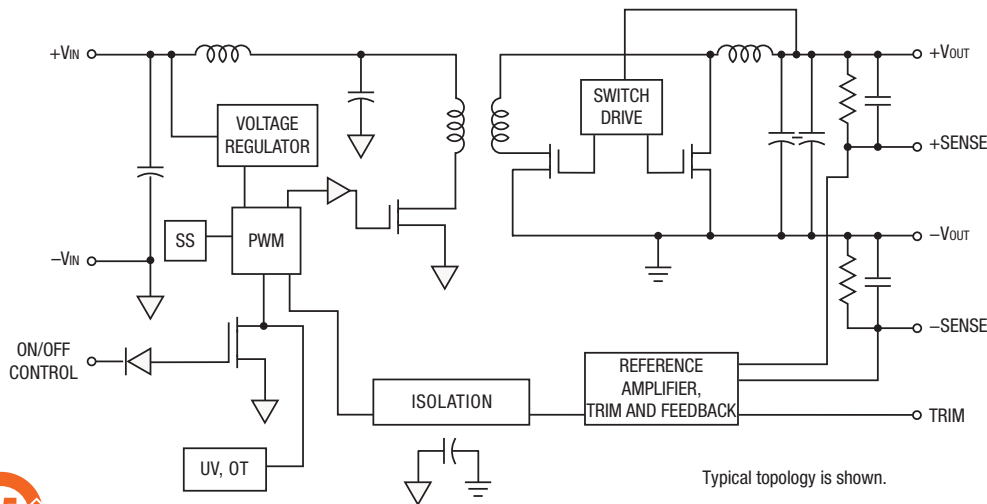 +VIN
+VOUT
VOLTAGE
REGULATOR
SWITCH
DRIVE
+SENSE
SS
PWM
−VIN
−VOUT
ON/OFF
CONTROL
−SENSE
REFERENCE
AMPLIFIER,
TRIM AND FEEDBACK
ISOLATION
TRIM
UV, OT
Typical topology is shown.